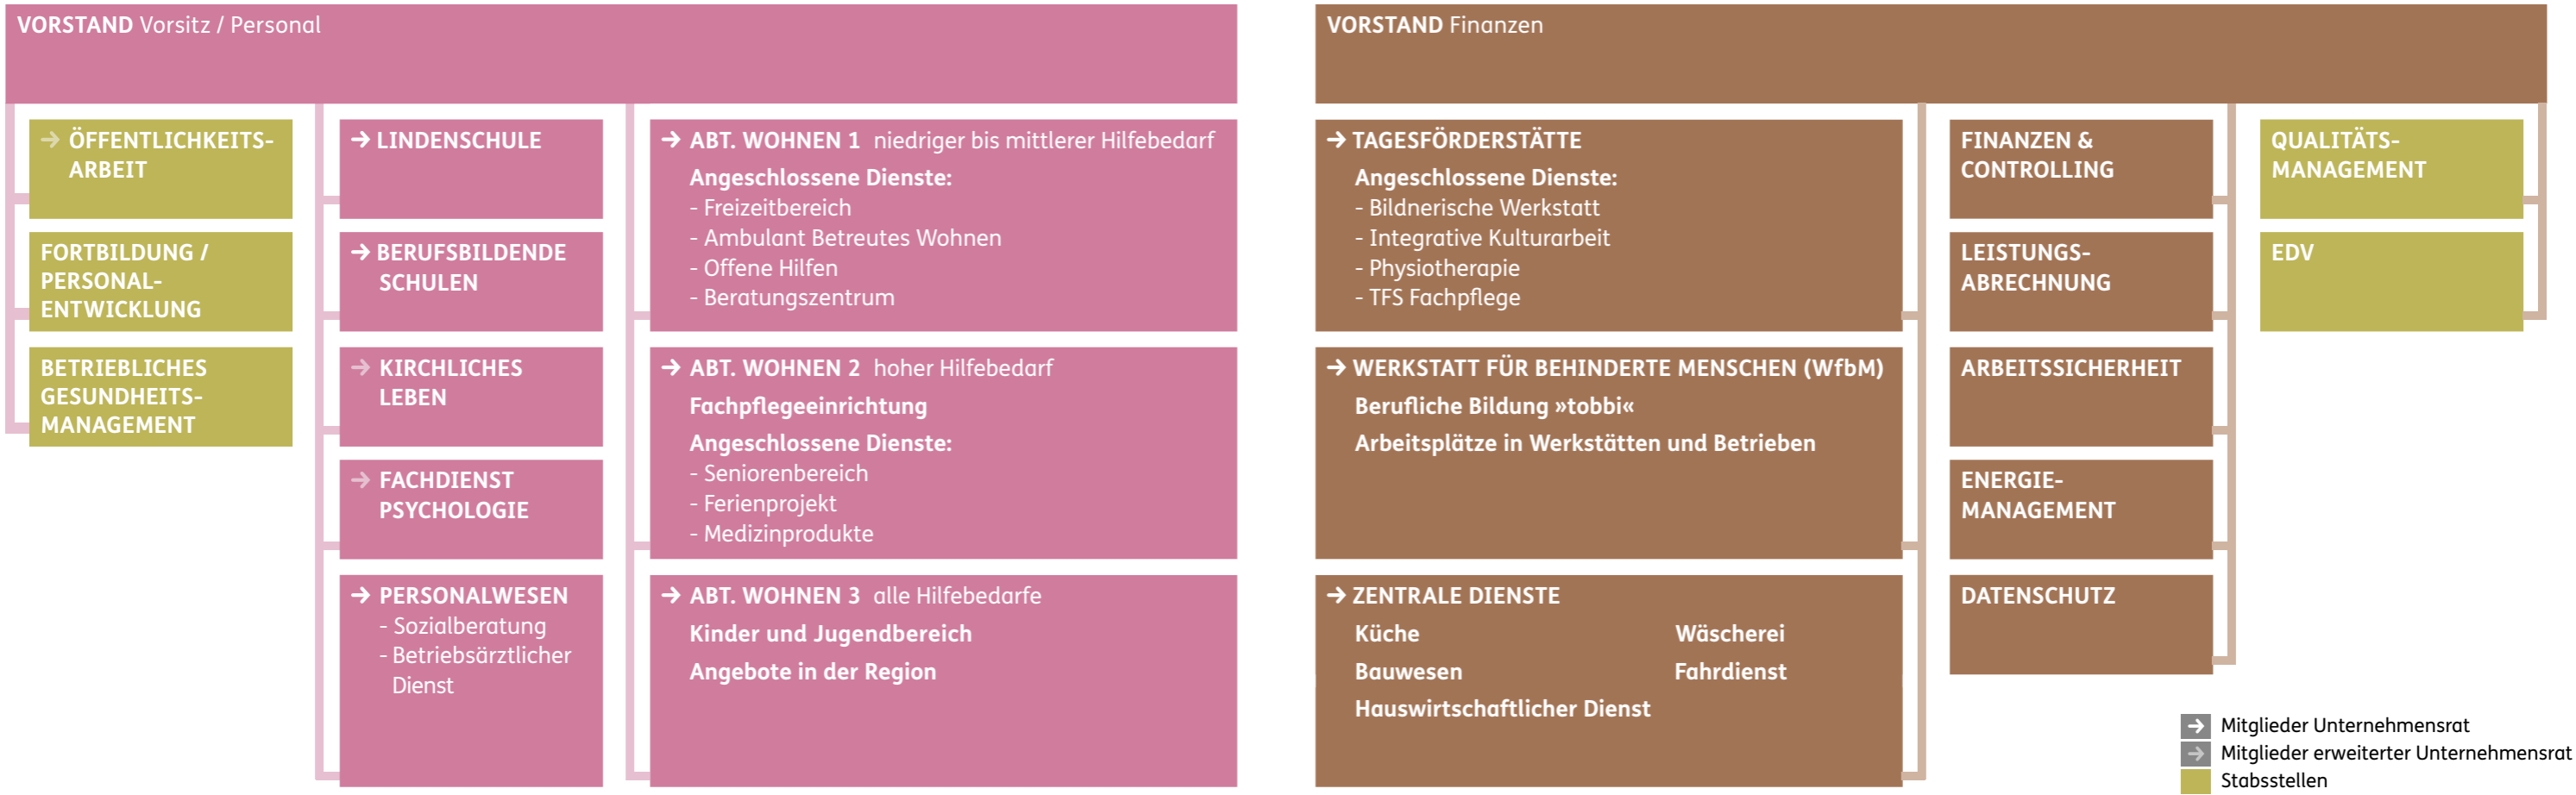 VORSTAND Vorsitz / Personal
→ ÖFFENTLICHKEITS-
ARBEIT
FORTBILDUNG /
PERSONAL-
ENTWICKLUNG
BETRIEBLICHES
GESUNDHEITS-
MANAGEMENT
→ LINDENSCHULE
→ BERUFSBILDENDE
SCHULEN
→ KIRCHLICHES
LEBEN
→ FACHDIENST
PSYCHOLOGIE
→ PERSONALWESEN
- Sozialberatung
- Betriebsärztlicher
Dienst
→ ABT. WOHNEN 1 niedriger bis mittlerer Hilfebedarf
Angeschlossene Dienste:
- Freizeitbereich
- Ambulant Betreutes Wohnen
- Offene Hilfen
- Beratungszentrum
→ ABT. WOHNEN 2 hoher Hilfebedarf
Fachpflegeeinrichtung
Angeschlossene Dienste:
- Seniorenbereich
- Ferienprojekt
- Medizinprodukte
→ ABT. WOHNEN 3 alle Hilfebedarfe
Kinder und Jugendbereich
Angebote in der Region
VORSTAND Finanzen
→ TAGESFÖRDERSTÄTTE
Angeschlossene Dienste:
- Bildnerische Werkstatt
- Integrative Kulturarbeit
- Physiotherapie
- TFS Fachpflege
→ WERKSTATT FÜR BEHINDERTE MENSCHEN (WfbM)
Berufliche Bildung »tobbi«
Arbeitsplätze in Werkstätten und Betrieben
→ ZENTRALE DIENSTE
Küche Wäscherei
Bauwesen Fahrdienst
Hauswirtschaftlicher Dienst
FINANZEN &
CONTROLLING
LEISTUNGS-
ABRECHNUNG
ARBEITSSICHERHEIT
ENERGIE-
MANAGEMENT
DATENSCHUTZ
QUALITÄTS-
MANAGEMENT
EDV
→ Mitglieder Unternehmensrat
→ Mitglieder erweiterter Unternehmensrat
Stabsstellen